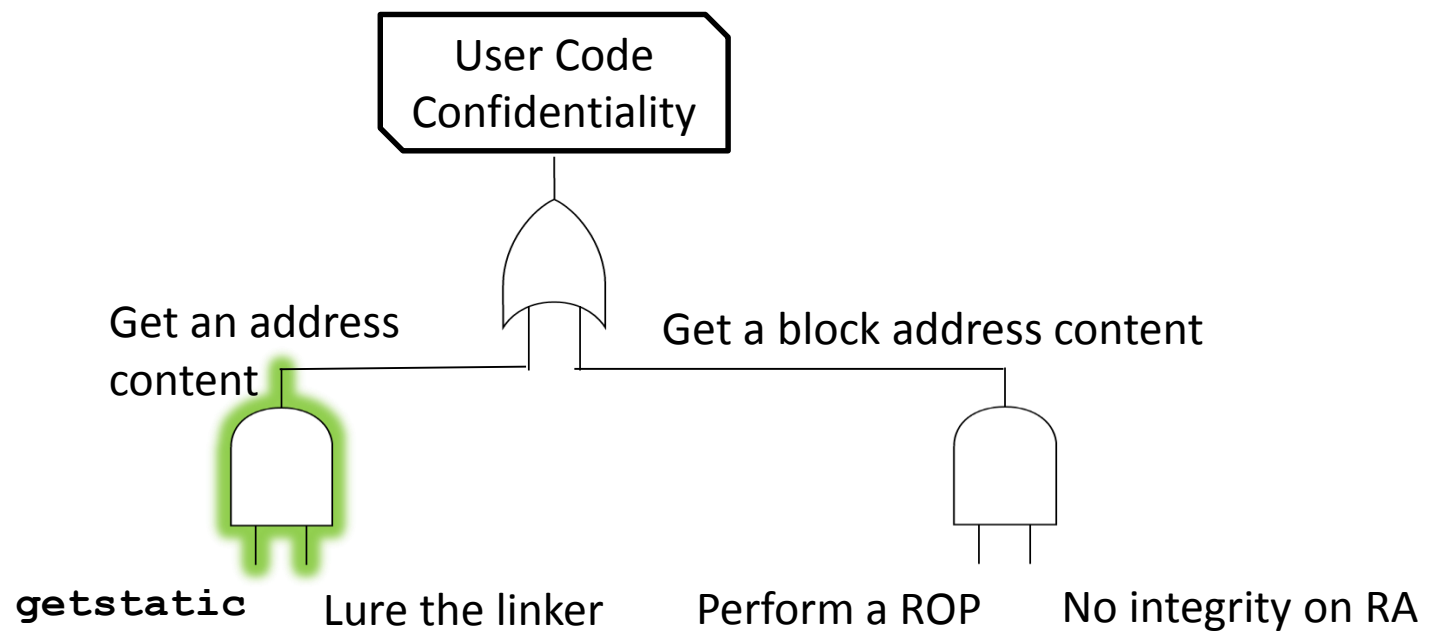 User Code
Confidentiality
Get an address
content
Get a block address content
getstatic
Lure the linker
Perform a ROP
No integrity on RA